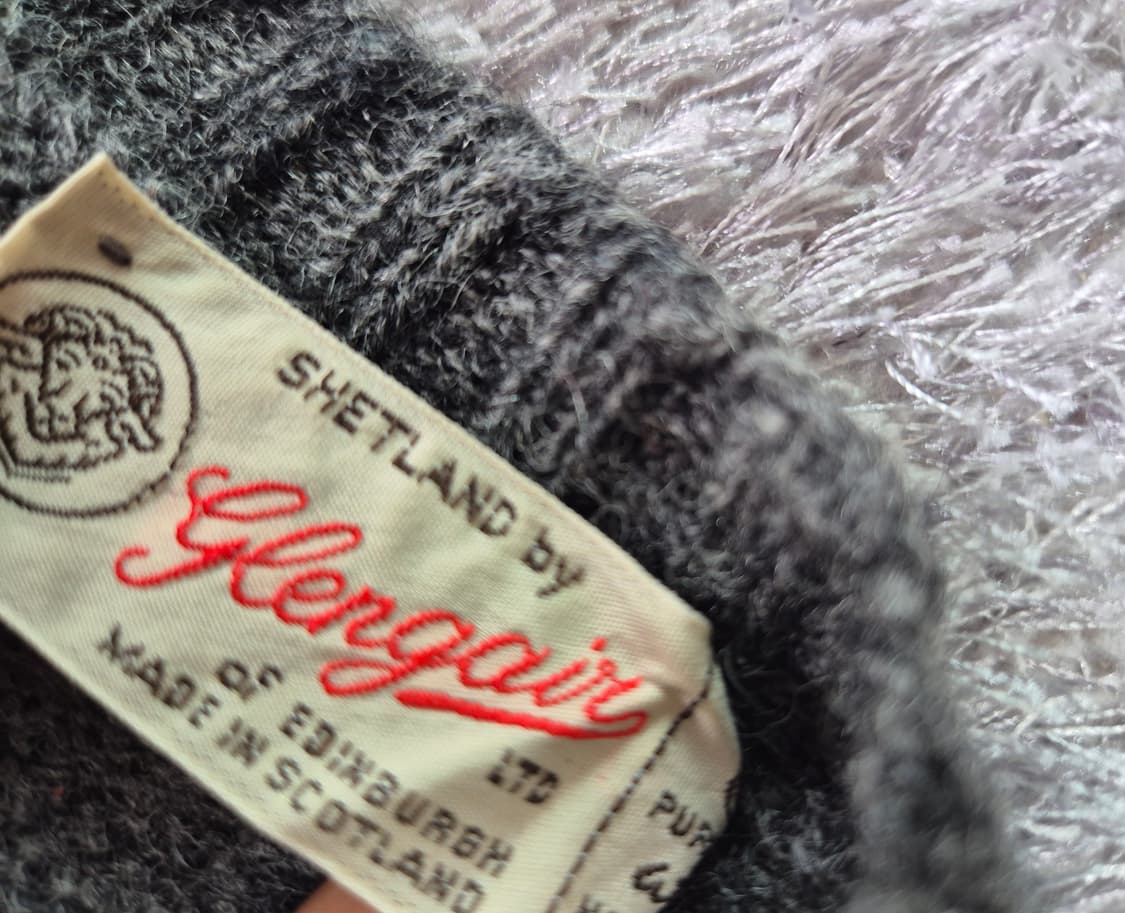 SHETLAND by
Glengair
LTD
of EDINBURGH
MADE IN SCOTLAND